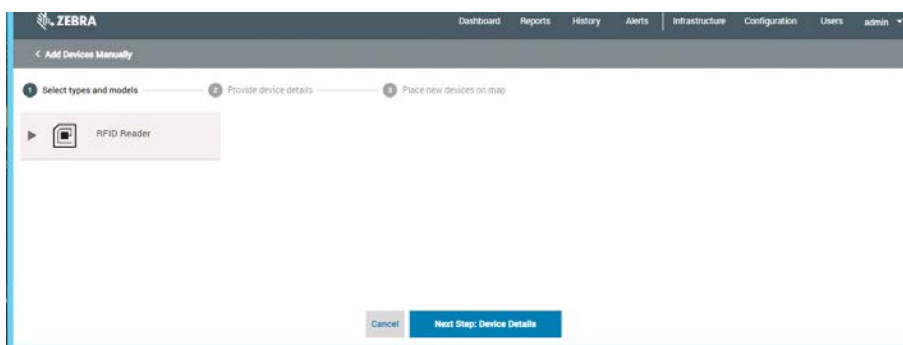 ZEBRA Dashboard Reports History Alerts Infrastructure Configuration Users admin
< Add Devices Manually
1 Select types and models 2 Provide device details 3 Place new devices on map
RFID Reader
Cancel Next Step: Device Details